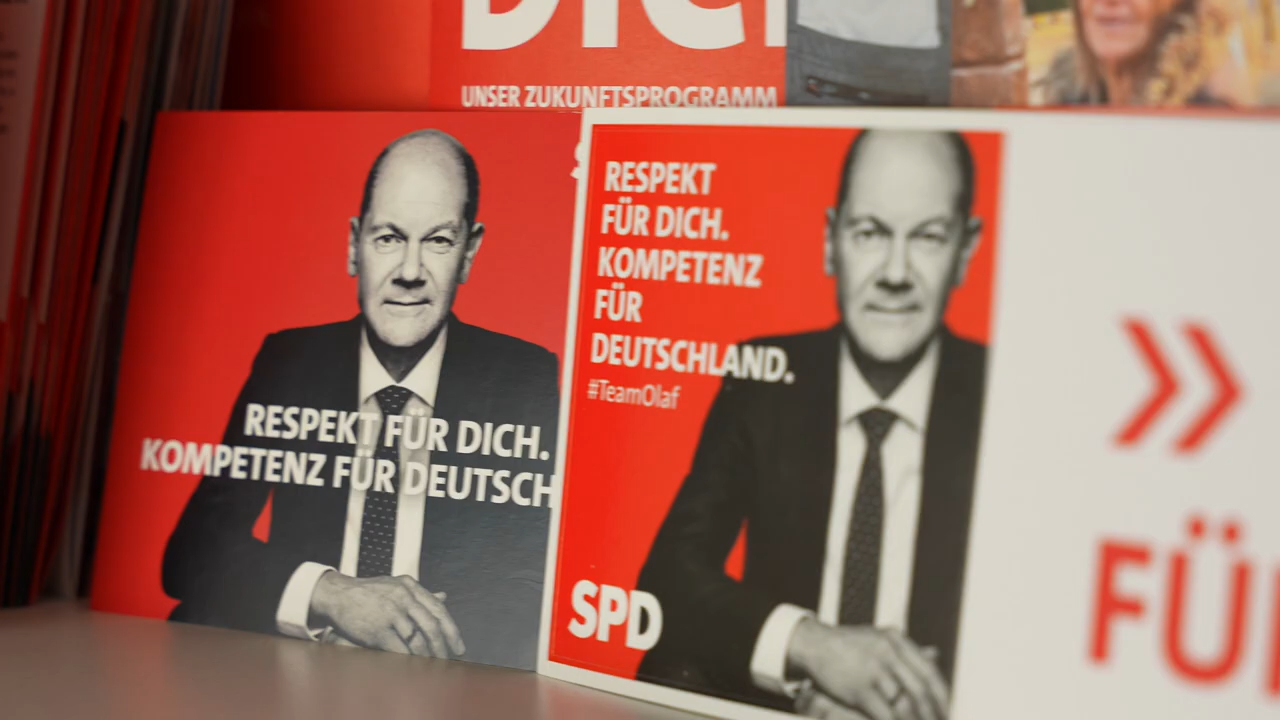 UNSER ZUKUNFTSPROGRAMM
RESPEKT FÜR DICH.
KOMPETENZ FÜR DEUTSCH
RESPEKT
FÜR DICH.
KOMPETENZ
FÜR
DEUTSCHLAND.
#TeamOlaf
SPD
»
FÜ